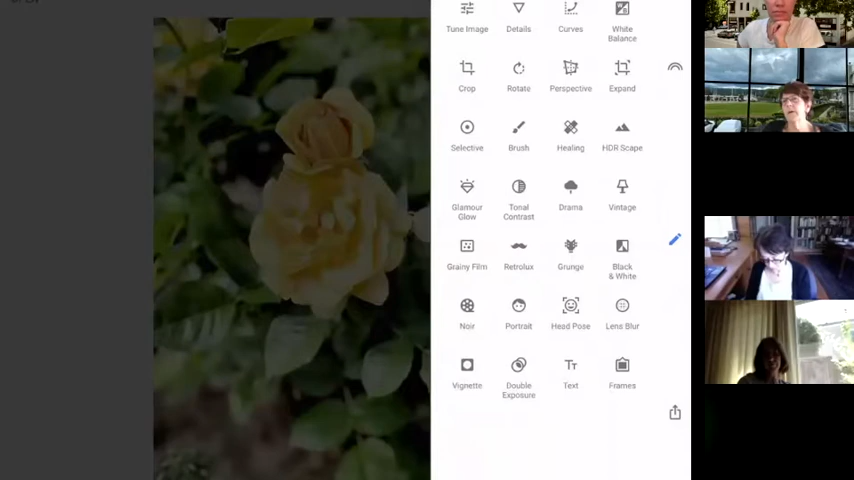 Tune Image Details Curves White
Balance
Crop Rotate Perspective Expand
Selective Brush Healing HDR Scape
Glamour Tonal Drama Vintage
Glow Contrast
Grainy Film Retrolux Grunge Black
& White
Noir Portrait Head Pose Lens Blur
Vignette Double Text Frames
Exposure
Tt